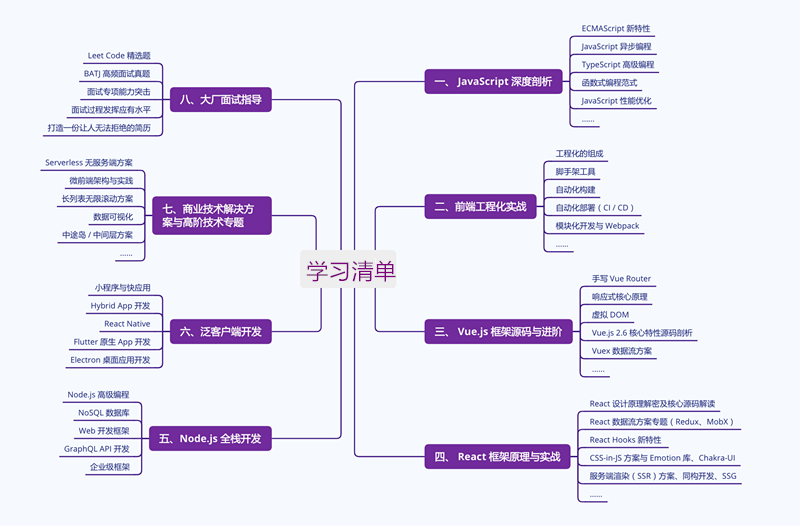 学习清单
一、 JavaScript 深度剖析
ECMAScript 新特性
JavaScript 异步编程
TypeScript 高级编程
函数式编程范式
JavaScript 性能优化
......
二、前端工程化实战
工程化的组成
脚手架工具
自动化构建
自动化部署（CI / CD）
模块化开发与 Webpack
......
三、 Vue.js 框架源码与进阶
手写 Vue Router
响应式核心原理
虚拟 DOM
Vue.js 2.6 核心特性源码剖析
Vuex 数据流方案
......
四、 React 框架原理与实战
React 设计原理解密及核心源码解读
React 数据流方案专题（Redux、MobX）
React Hooks 新特性
CSS-in-JS 方案与 Emotion 库、Chakra-UI
服务端渲染（SSR）方案、同构开发、SSG
......
五、Node.js 全栈开发
Node.js 高级编程
NoSQL 数据库
Web 开发框架
GraphQL API 开发
企业级框架
六、泛客户端开发
小程序与快应用
Hybrid App 开发
React Native
Flutter 原生 App 开发
Electron 桌面应用开发
七、商业技术解决方
案与高阶技术专题
Serverless 无服务端方案
微前端架构与实践
长列表无限滚动方案
数据可视化
中途岛 / 中间层方案
......
八、大厂面试指导
Leet Code 精选题
BATJ 高频面试真题
面试专项能力突击
面试过程发挥应有水平
打造一份让人无法拒绝的简历